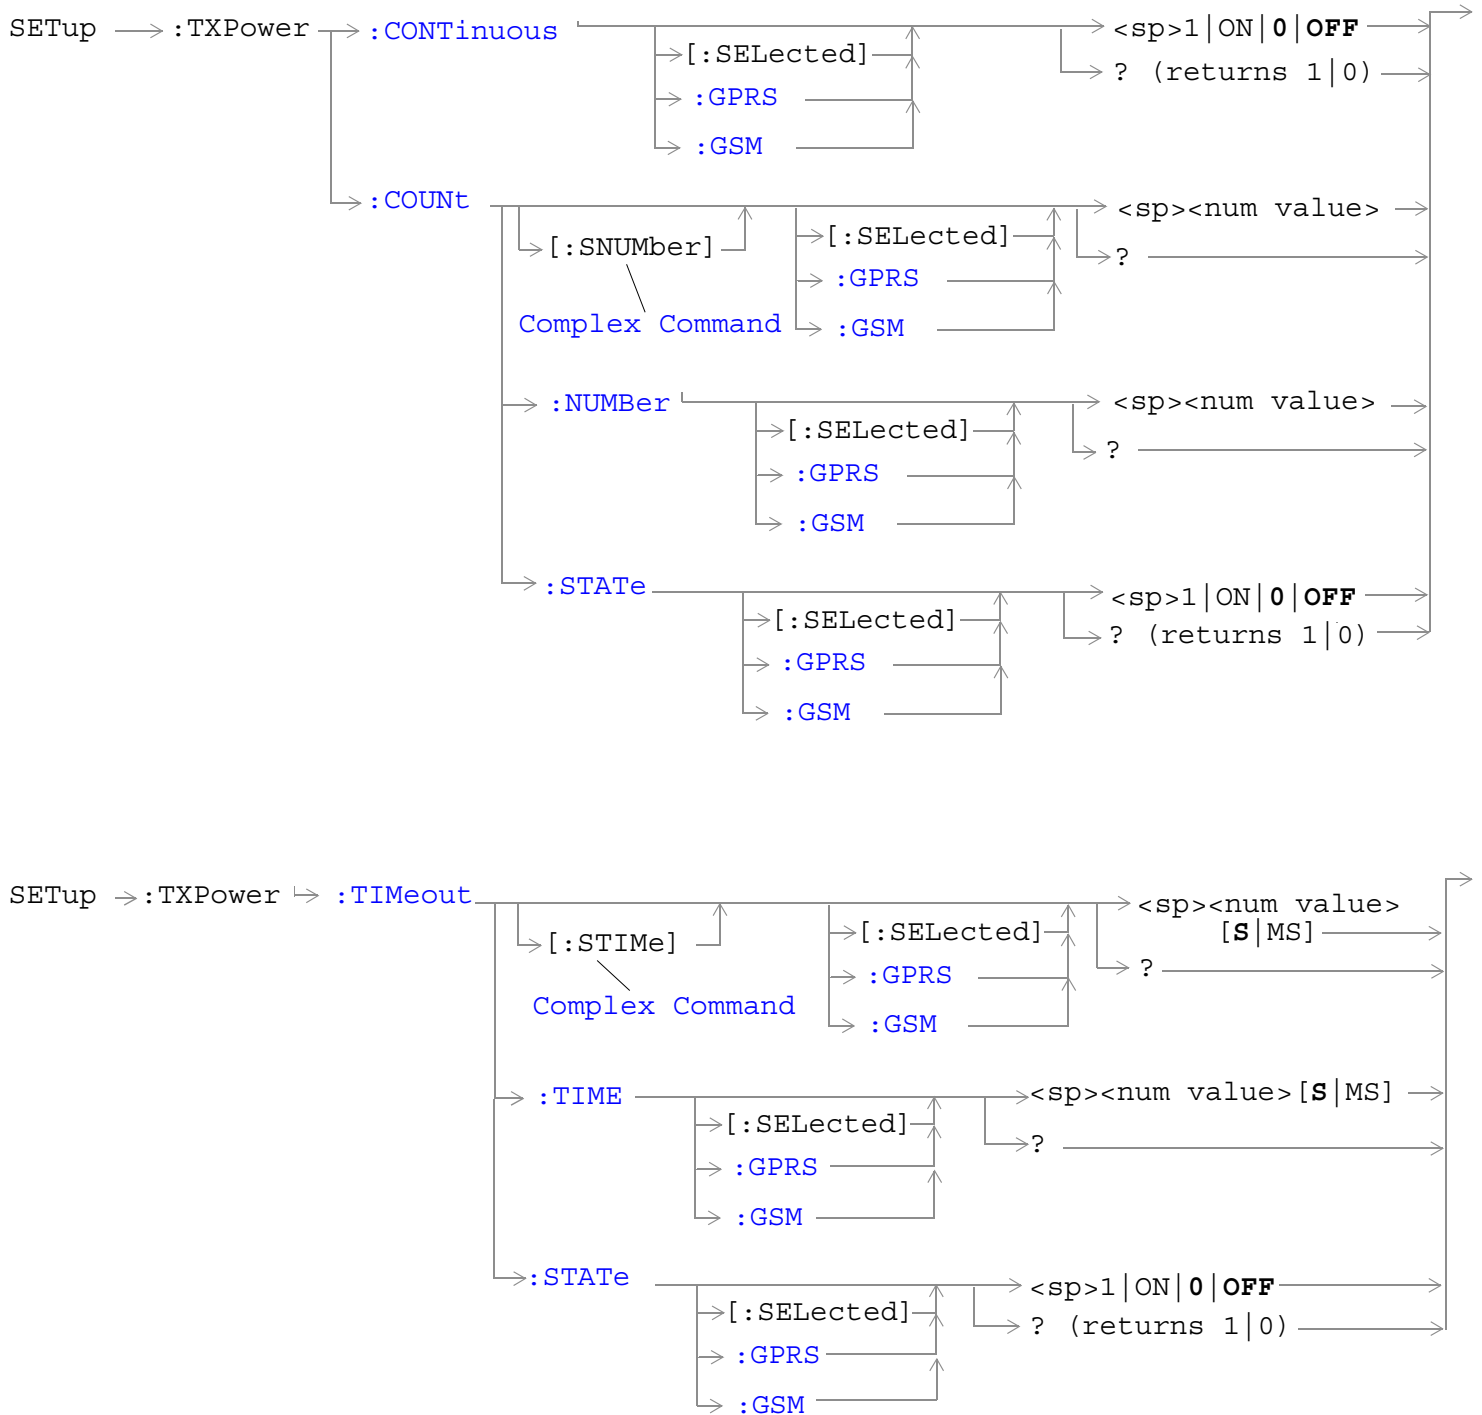 SETup :TXPower :CONTinuous <sp>1|ON|0|OFF
[:SELected]
? (returns 1|0)
:GPRS
:GSM
:COUNt <sp><num value>
[:SNUMber] [:SELected]
?
:GPRS
Complex Command :GSM
:NUMBer <sp><num value>
[:SELected]
?
:GPRS
:GSM
:STATe <sp>1|ON|0|OFF
[:SELected]
? (returns 1|0)
:GPRS
:GSM
SETup :TXPower :TIMeout <sp><num value>
[:STIMe] [:SELected] [S|MS]
:GPRS ?
Complex Command
:GSM
:TIME <sp><num value>[S|MS]
[:SELected]
?
:GPRS
:GSM
:STATe <sp>1|ON|0|OFF
[:SELected]
? (returns 1|0)
:GPRS
:GSM